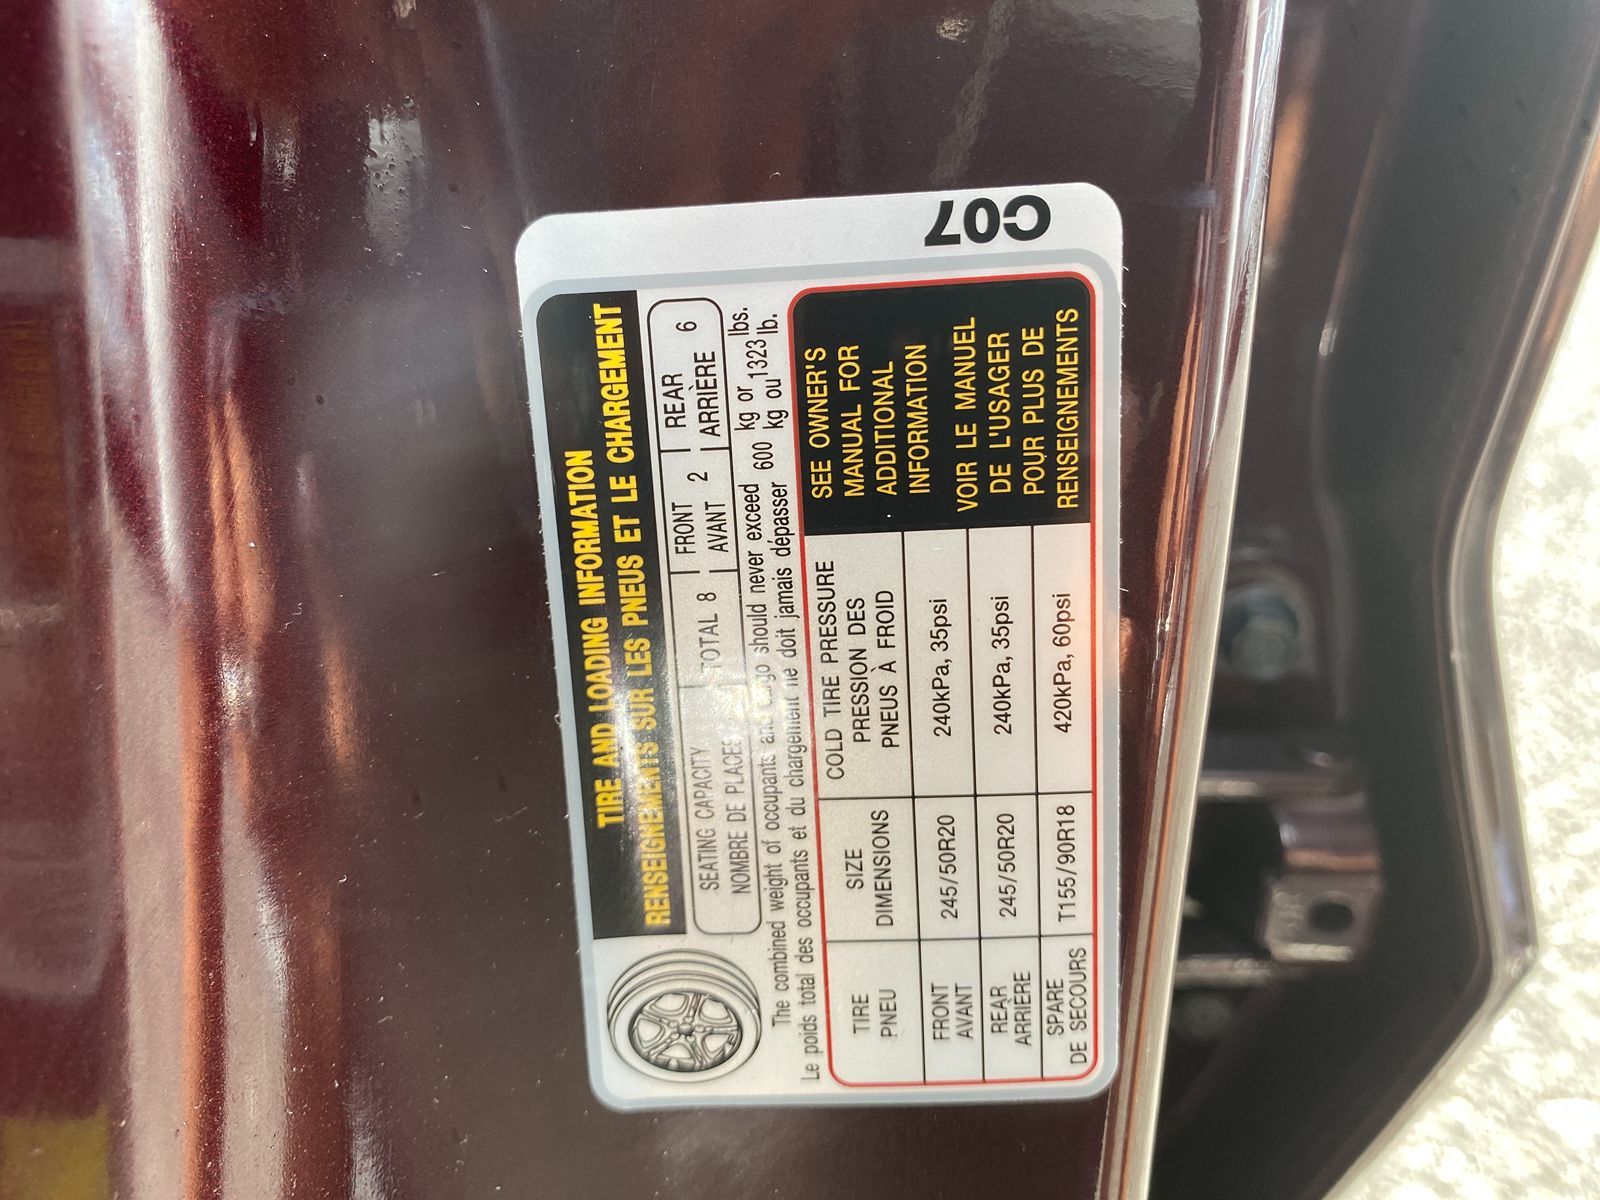 C07
TIRE AND LOADING INFORMATION
RENSEIGNEMENTS SUR LES PNEUS ET LE CHARGEMENT
SEATING CAPACITY TOTAL 8 FRONT 2 REAR 6
NOMBRE DE PLACES AVANT ARRIÈRE
The combined weight of occupants and cargo should never exceed 600 kg or 1323 lbs.
Le poids total des occupants et du chargement ne doit jamais dépasser kg ou lb.
TIRE SIZE COLD TIRE PRESSURE
PNEU DIMENSIONS PRESSION DES
PNEUS À FROID
FRONT 245/50R20 240kPa, 35psi
AVANT
REAR 245/50R20 240kPa, 35psi
ARRIÈRE
SPARE T155/90R18 420kPa, 60psi
DE SECOURS
SEE OWNER'S
MANUAL FOR
ADDITIONAL
INFORMATION
VOIR LE MANUEL
DE L'USAGER
POUR PLUS DE
RENSEIGNEMENTS